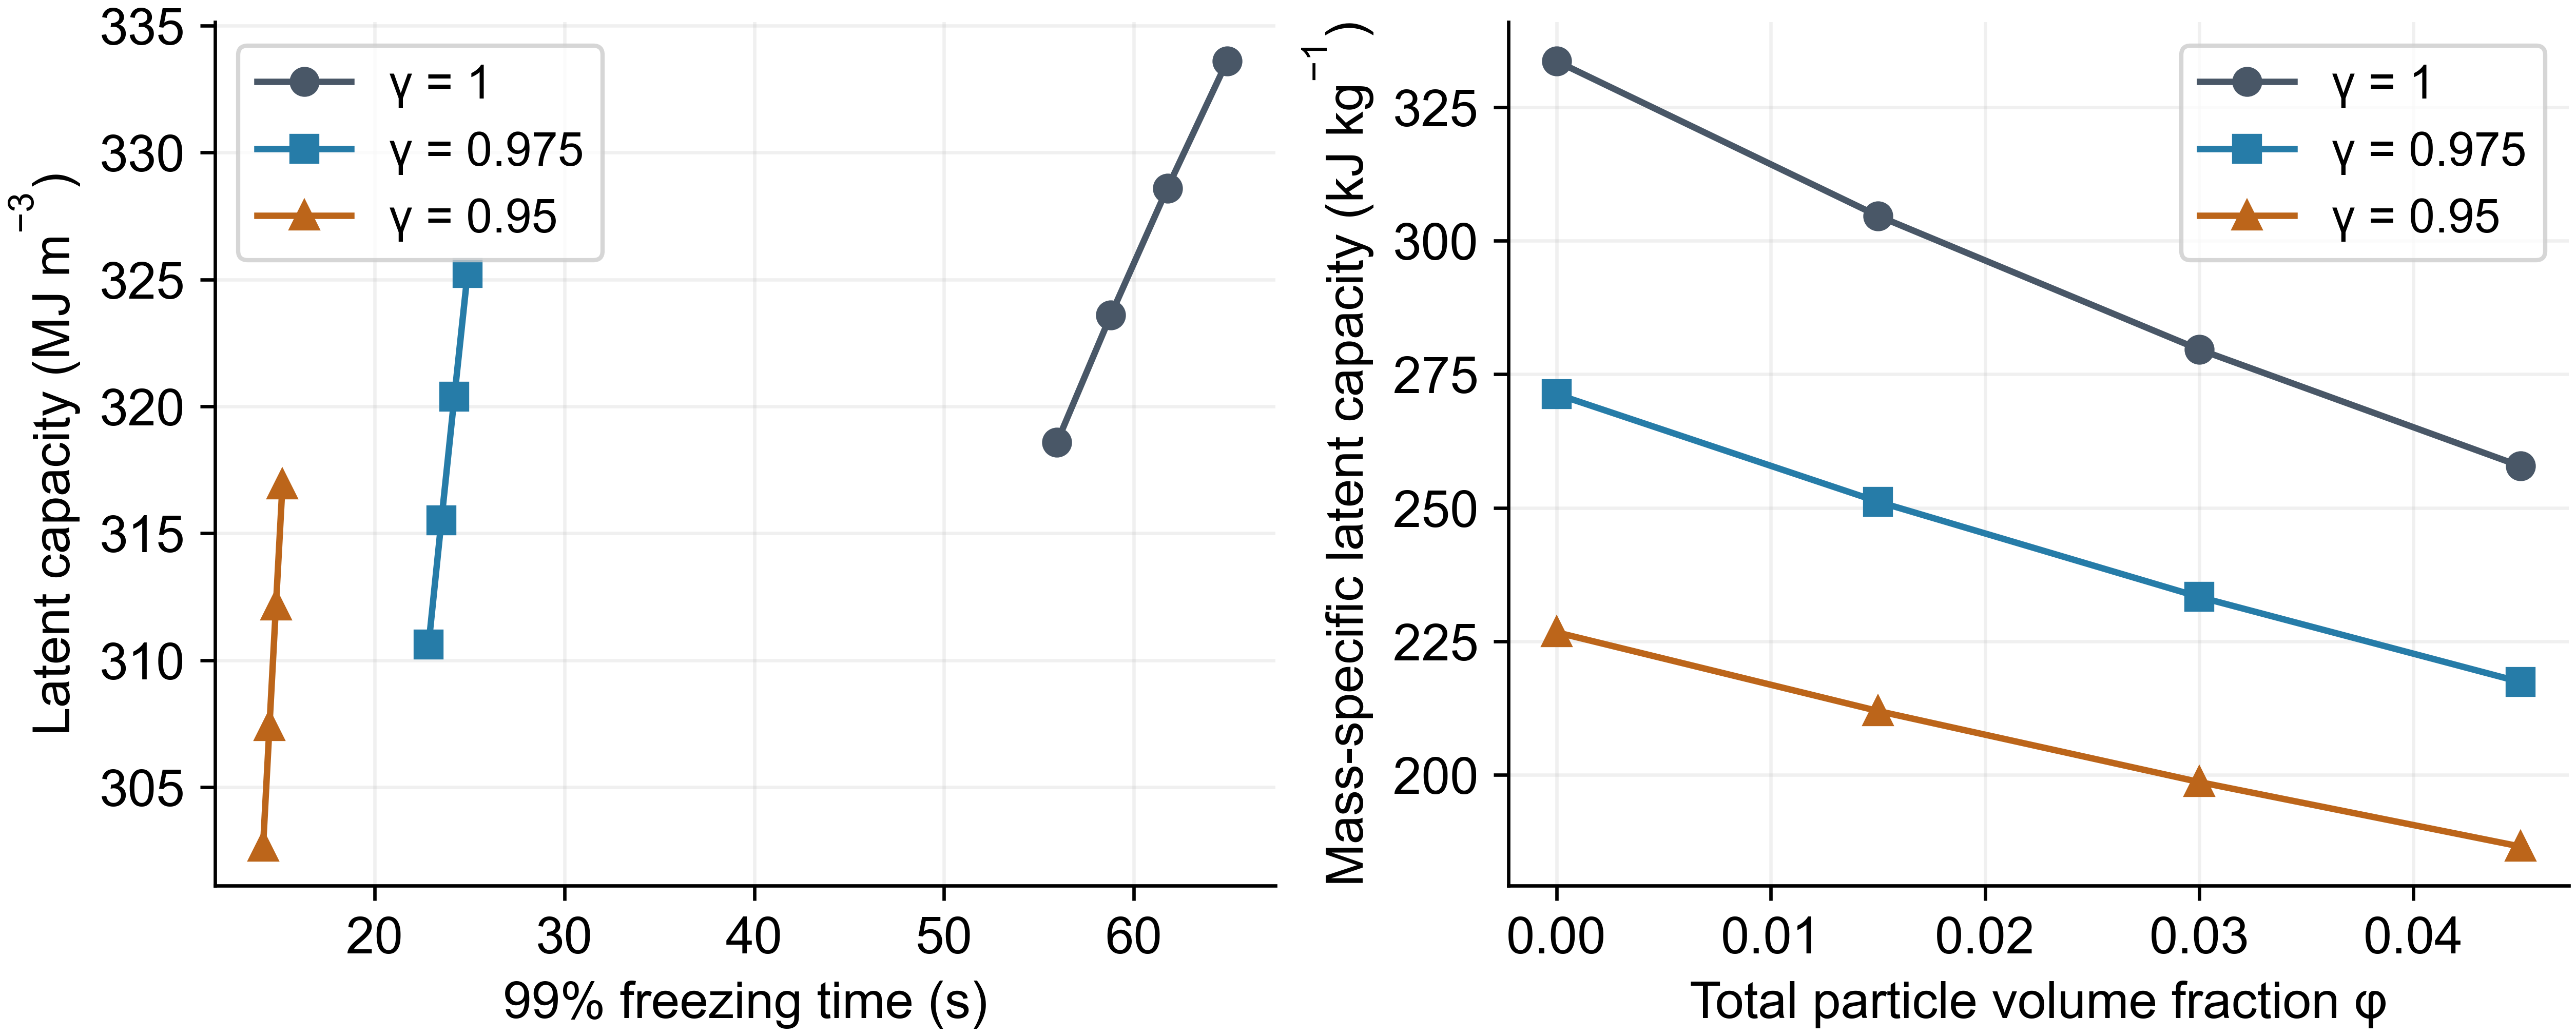 335
330
325
320
315
310
305
Latent capacity (MJ m⁻³)
γ = 1
γ = 0.975
γ = 0.95
20 30 40 50 60
99% freezing time (s)
325
300
275
250
225
200
Mass-specific latent capacity (kJ kg⁻¹)
γ = 1
γ = 0.975
γ = 0.95
0.00 0.01 0.02 0.03 0.04
Total particle volume fraction φ